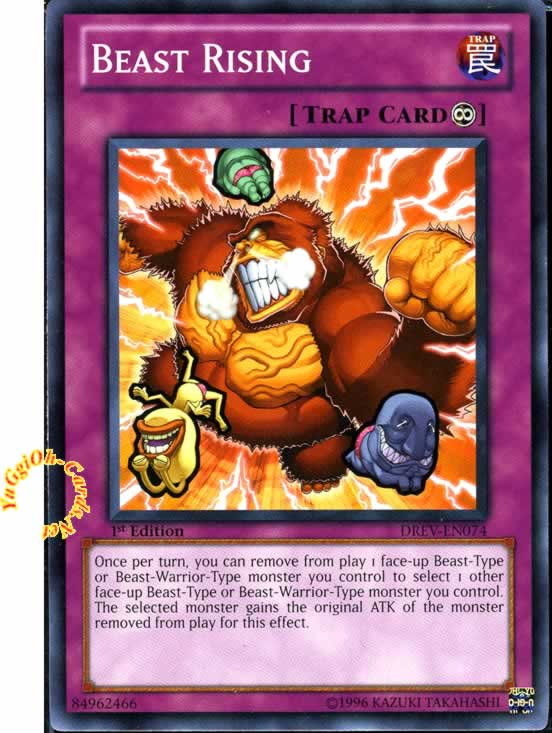 BEAST RISING
TRAP
罠
[TRAP CARD∞]
YuGgiOh-Cards.Net
1st Edition
DREV-EN074
Once per turn, you can remove from play 1 face-up Beast-Type
or Beast-Warrior-Type monster you control to select 1 other
face-up Beast-Type or Beast-Warrior-Type monster you control.
The selected monster gains the original ATK of the monster
removed from play for this effect.
84962466
©1996 KAZUKI TAKAHASHI